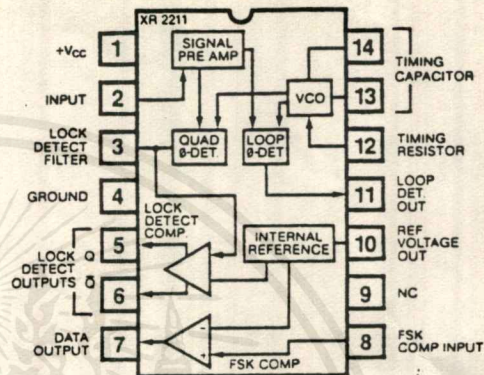 XR 2211
+Vcc
1
INPUT
2
LOCK
DETECT
FILTER
3
GROUND
4
LOCK
DETECT
OUTPUTS
Q
5
Q̄
6
DATA
OUTPUT
7
SIGNAL
PRE AMP
VCO
QUAD
Ø-DET.
LOOP
Ø-DET
LOCK
DETECT
COMP.
INTERNAL
REFERENCE
-
+
FSK COMP
14
13
TIMING
CAPACITOR
12
TIMING
RESISTOR
11
LOOP
DET.
OUT
10
REF
VOLTAGE
OUT
9
NC
8
FSK
COMP INPUT